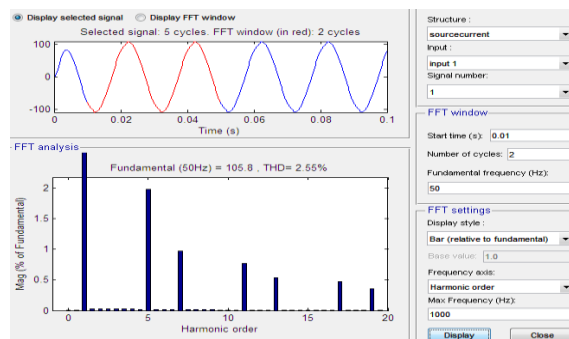 Display selected signal
Display FFT window
Selected signal: 5 cycles. FFT window (in red): 2 cycles
100
0
-100
0
0.02
0.04
0.06
0.08
0.1
Time (s)
FFT analysis
Fundamental (50Hz) = 105.8 , THD= 2.55%
Mag (% of Fundamental)
2
1.5
1
0.5
0
0
5
10
15
20
Harmonic order
Structure :
sourcecurrent
Input :
input 1
Signal number:
1
FFT window
Start time (s): 0.01
Number of cycles: 2
Fundamental frequency (Hz):
50
FFT settings
Display style :
Bar (relative to fundamental)
Base value: 1.0
Frequency axis:
Harmonic order
Max Frequency (Hz):
1000
Display
Close